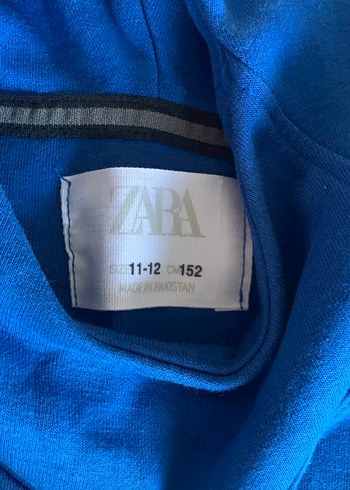 ZARA
SIZE 11-12 CM 152
MADE IN PAKISTAN